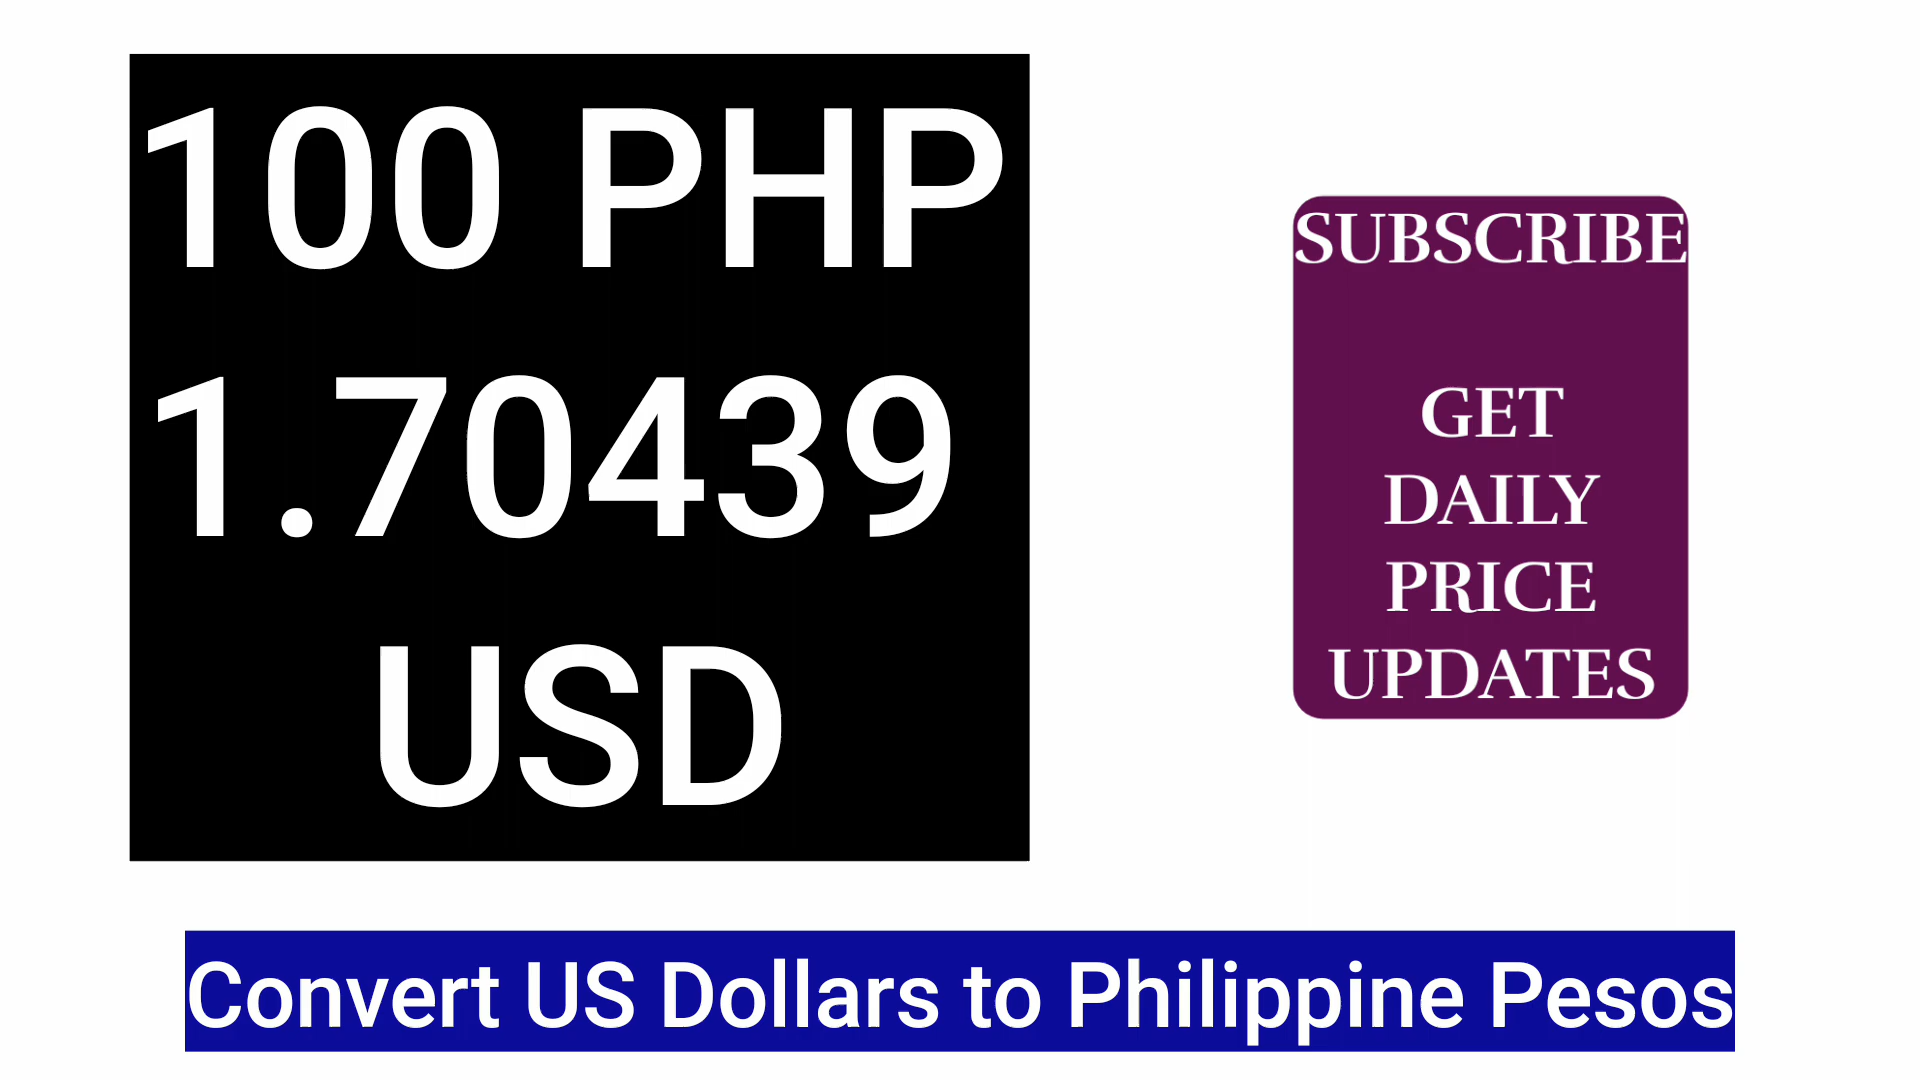 100 PHP
1.70439
USD
SUBSCRIBE
GET
DAILY
PRICE
UPDATES
Convert US Dollars to Philippine Pesos